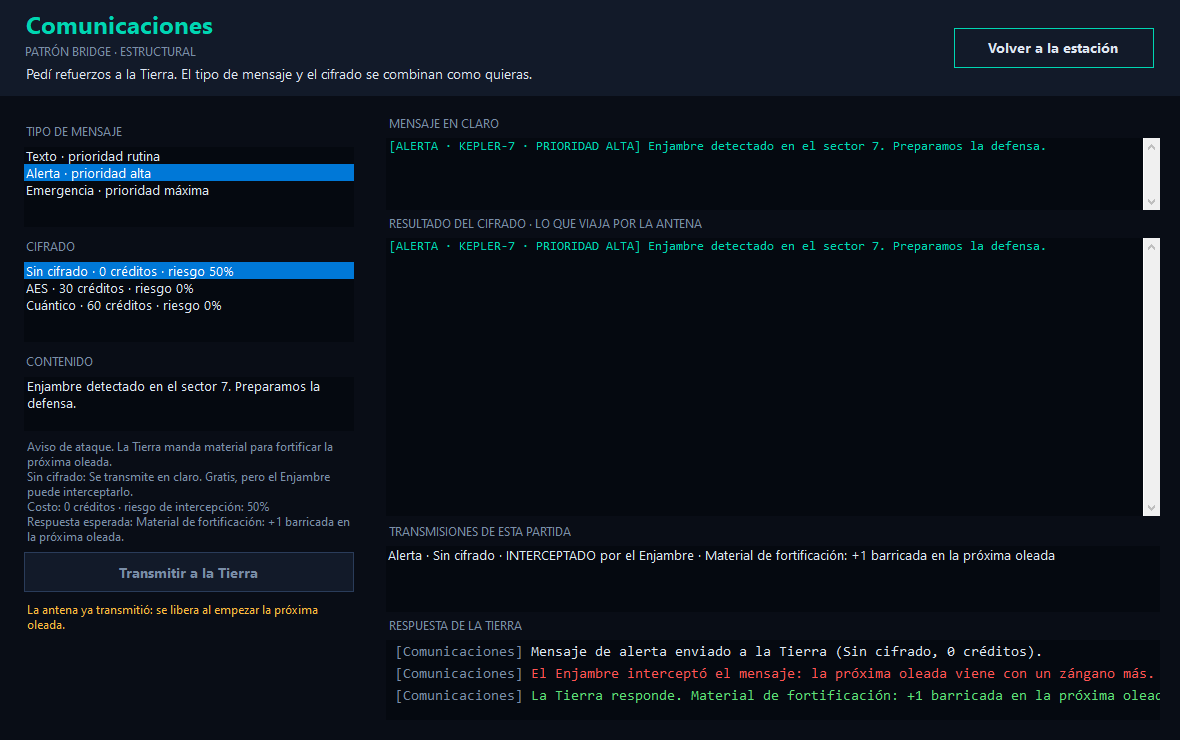 Comunicaciones
PATRÓN BRIDGE · ESTRUCTURAL
Pedí refuerzos a la Tierra. El tipo de mensaje y el cifrado se combinan como quieras.
Volver a la estación
TIPO DE MENSAJE
Texto · prioridad rutina
Alerta · prioridad alta
Emergencia · prioridad máxima
CIFRADO
Sin cifrado · 0 créditos · riesgo 50%
AES · 30 créditos · riesgo 0%
Cuántico · 60 créditos · riesgo 0%
CONTENIDO
Enjambre detectado en el sector 7. Preparamos la
defensa.
Aviso de ataque. La Tierra manda material para fortificar la
próxima oleada.
Sin cifrado: Se transmite en claro. Gratis, pero el Enjambre
puede interceptarlo.
Costo: 0 créditos · riesgo de intercepción: 50%
Respuesta esperada: Material de fortificación: +1 barricada en
la próxima oleada.
Transmitir a la Tierra
La antena ya transmitió: se libera al empezar la próxima
oleada.
MENSAJE EN CLARO
[ALERTA · KEPLER-7 · PRIORIDAD ALTA] Enjambre detectado en el sector 7. Preparamos la defensa.
RESULTADO DEL CIFRADO · LO QUE VIAJA POR LA ANTENA
[ALERTA · KEPLER-7 · PRIORIDAD ALTA] Enjambre detectado en el sector 7. Preparamos la defensa.
TRANSMISIONES DE ESTA PARTIDA
Alerta · Sin cifrado · INTERCEPTADO por el Enjambre · Material de fortificación: +1 barricada en la próxima oleada
RESPUESTA DE LA TIERRA
[Comunicaciones] Mensaje de alerta enviado a la Tierra (Sin cifrado, 0 créditos).
[Comunicaciones] El Enjambre interceptó el mensaje: la próxima oleada viene con un zángano más.
[Comunicaciones] La Tierra responde. Material de fortificación: +1 barricada en la próxima olead